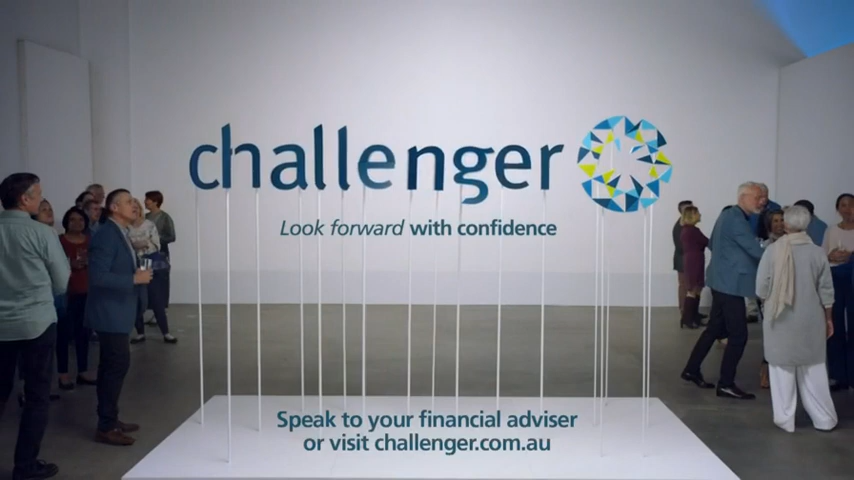 challenger
Look forward with confidence
Speak to your financial adviser
or visit challenger.com.au